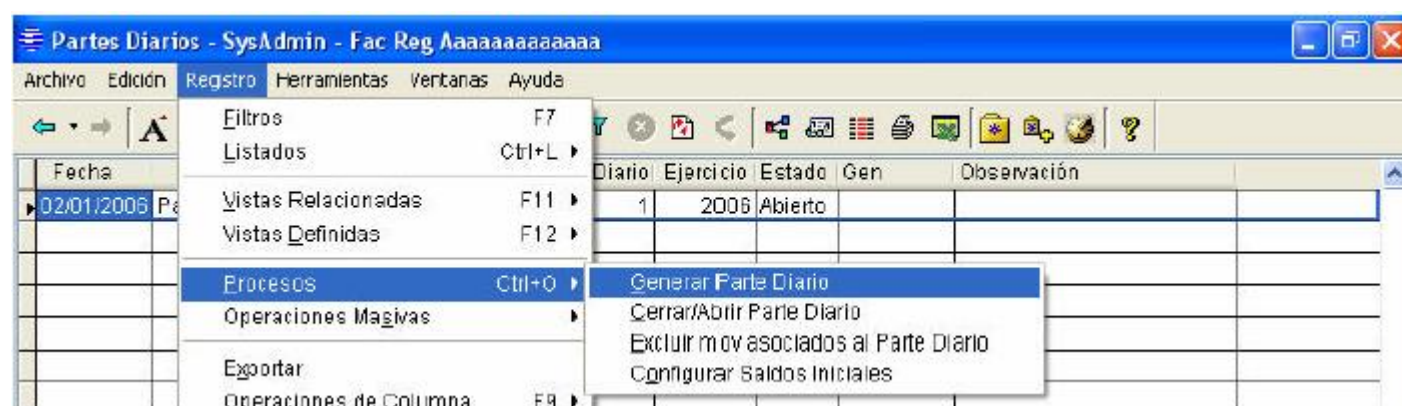 Partes Diarios - SysAdmin - Fac Reg Aaaaaaaaaaaaa
Archivo Edición Registro Herramientas Ventanas Ayuda
Filtros F7
Listados Ctrl+L
Fecha Diario Ejercicio Estado Gen Observación
02/01/2006 Pa 1 2006 Abierto
Vistas Relacionadas F11
Vistas Definidas F12
Procesos Ctrl+O
Operaciones Masivas
Exportar
Operaciones de Columna F9
Generar Parte Diario
Cerrar/Abrir Parte Diario
Excluir mov asociados al Parte Diario
Configurar Saldos Iniciales